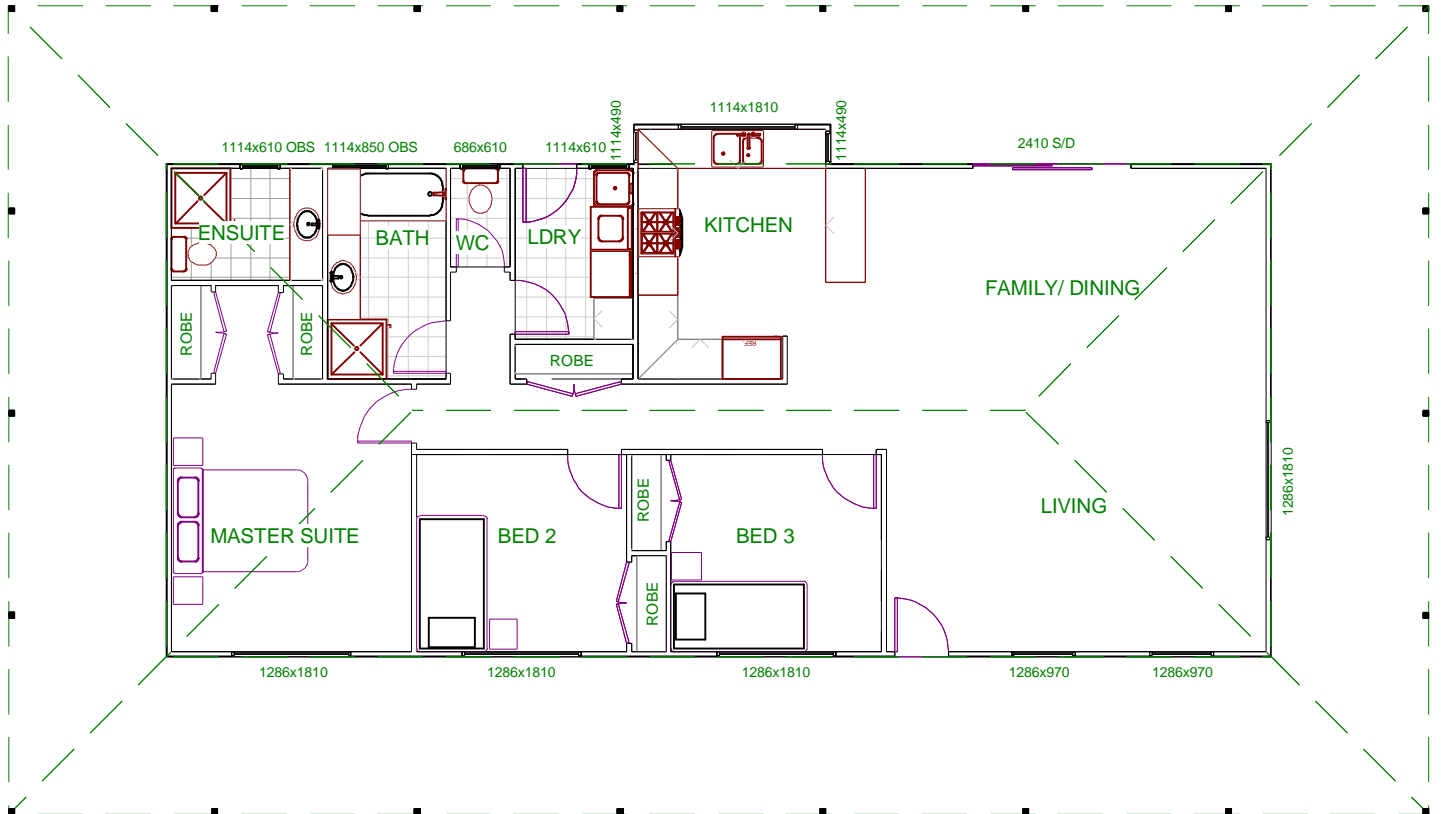 1114x490
1114x1810
1114x490
1114x610 OBS
1114x850 OBS
686x610
1114x610
2410 S/D
ENSUITE
BATH
WC
LDRY
KITCHEN
FAMILY/ DINING
ROBE
ROBE
ROBE
REF
MASTER SUITE
BED 2
ROBE
ROBE
BED 3
LIVING
1286x1810
1286x1810
1286x1810
1286x1810
1286x970
1286x970